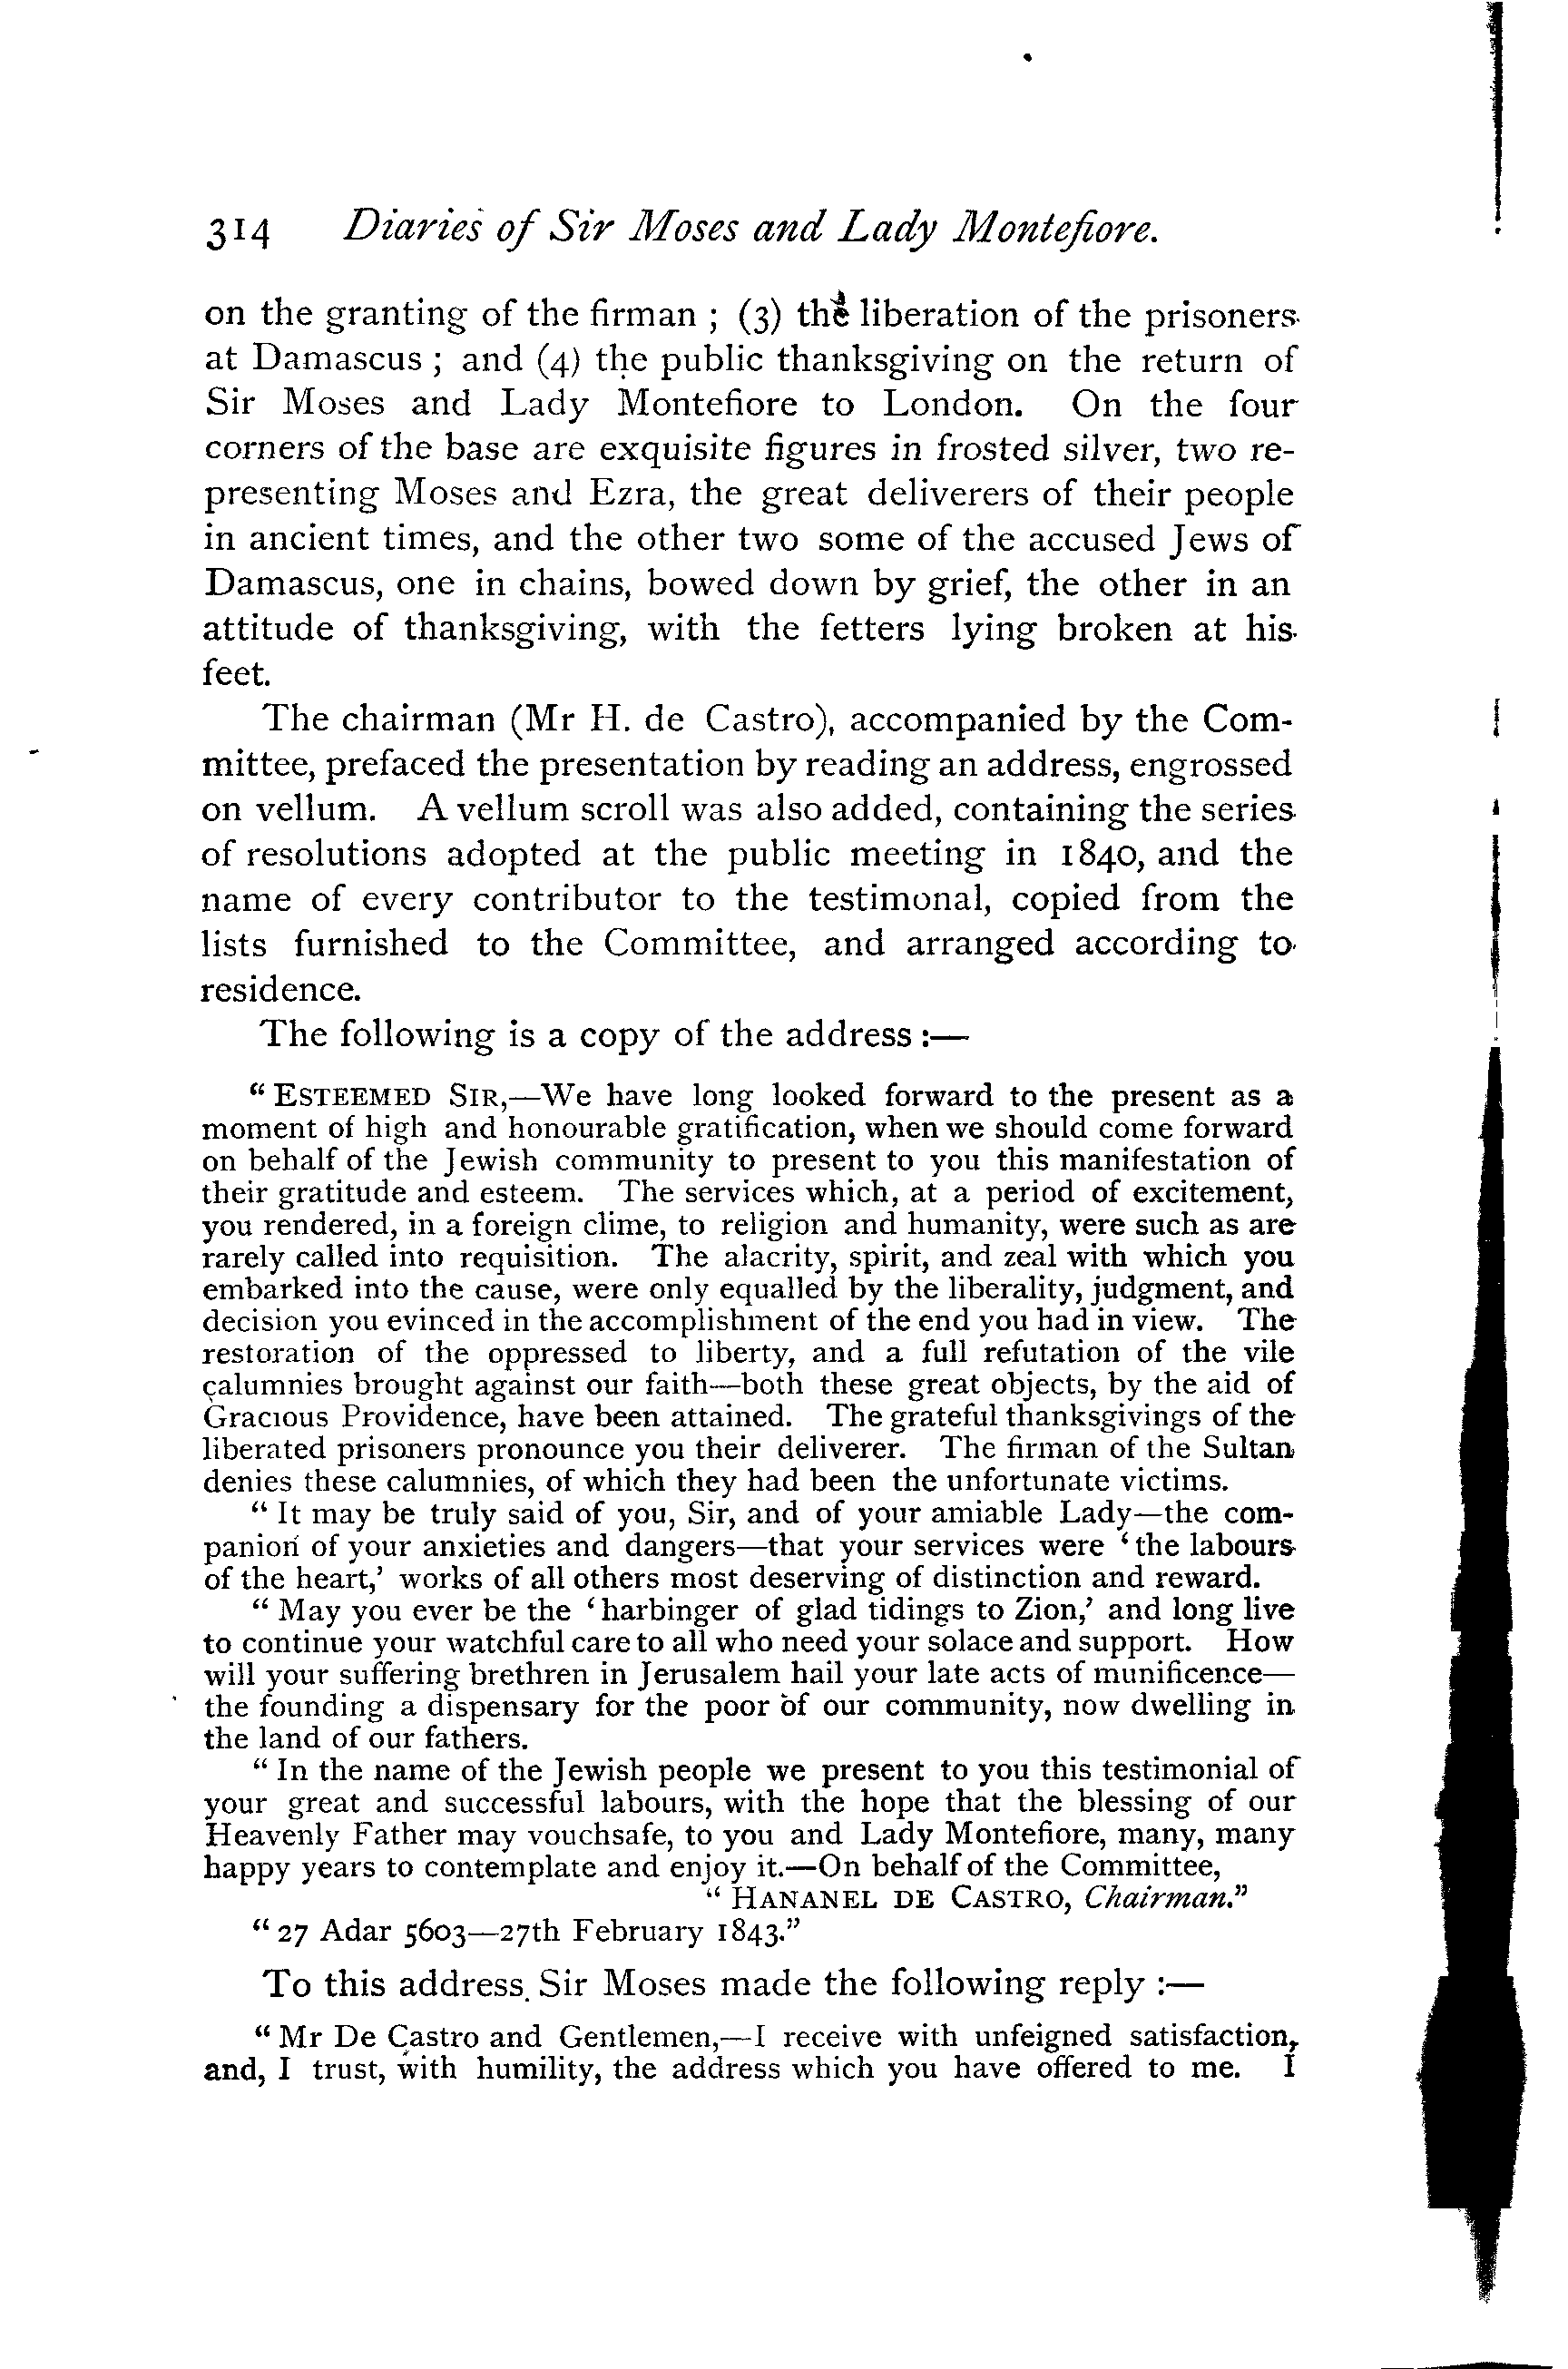 314 Diaries of Sir Moses and Lady Montefiore.
on the granting of the firman ; (3) the liberation of the prisoners
at Damascus ; and (4) the public thanksgiving on the return of
Sir Moses and Lady Montefiore to London. On the four
corners of the base are exquisite figures in frosted silver, two re-
presenting Moses and Ezra, the great deliverers of their people
in ancient times, and the other two some of the accused Jews of
Damascus, one in chains, bowed down by grief, the other in an
attitude of thanksgiving, with the fetters lying broken at his
feet.
The chairman (Mr H. de Castro), accompanied by the Com-
mittee, prefaced the presentation by reading an address, engrossed
on vellum. A vellum scroll was also added, containing the series
of resolutions adopted at the public meeting in 1840, and the
name of every contributor to the testimonal, copied from the
lists furnished to the Committee, and arranged according to
residence.
The following is a copy of the address :—
“ ESTEEMED SIR,—We have long looked forward to the present as a
moment of high and honourable gratification, when we should come forward
on behalf of the Jewish community to present to you this manifestation of
their gratitude and esteem. The services which, at a period of excitement,
you rendered, in a foreign clime, to religion and humanity, were such as are
rarely called into requisition. The alacrity, spirit, and zeal with which you
embarked into the cause, were only equalled by the liberality, judgment, and
decision you evinced in the accomplishment of the end you had in view. The
restoration of the oppressed to liberty, and a full refutation of the vile
calumnies brought against our faith—both these great objects, by the aid of
Gracious Providence, have been attained. The grateful thanksgivings of the
liberated prisoners pronounce you their deliverer. The firman of the Sultan
denies these calumnies, of which they had been the unfortunate victims.
“ It may be truly said of you, Sir, and of your amiable Lady—the com-
panion of your anxieties and dangers—that your services were ‘ the labours
of the heart,’ works of all others most deserving of distinction and reward.
“ May you ever be the ‘ harbinger of glad tidings to Zion,’ and long live
to continue your watchful care to all who need your solace and support. How
will your suffering brethren in Jerusalem hail your late acts of munificence—
the founding a dispensary for the poor of our community, now dwelling in
the land of our fathers.
“ In the name of the Jewish people we present to you this testimonial of
your great and successful labours, with the hope that the blessing of our
Heavenly Father may vouchsafe, to you and Lady Montefiore, many, many
happy years to contemplate and enjoy it.—On behalf of the Committee,
“ HANANEL DE CASTRO, Chairman.”
“ 27 Adar 5603—27th February 1843.”
To this address Sir Moses made the following reply :—
“ Mr De Castro and Gentlemen,—I receive with unfeigned satisfaction,
and, I trust, with humility, the address which you have offered to me. I